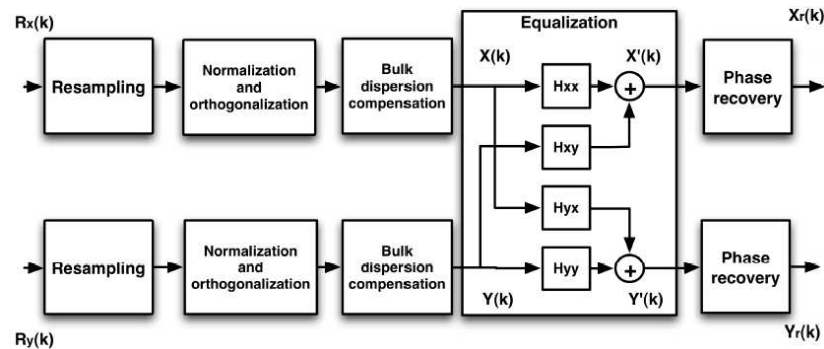 Rx(k)
Equalization
Xr(k)
Resampling
Normalization
and
orthogonalization
Bulk
dispersion
compensation
X(k)
Hxx
X'(k)
+
Phase
recovery
Hxy
Hyx
Resampling
Normalization
and
orthogonalization
Bulk
dispersion
compensation
Hyy
+
Phase
recovery
Y(k)
Y'(k)
Ry(k)
Yr(k)